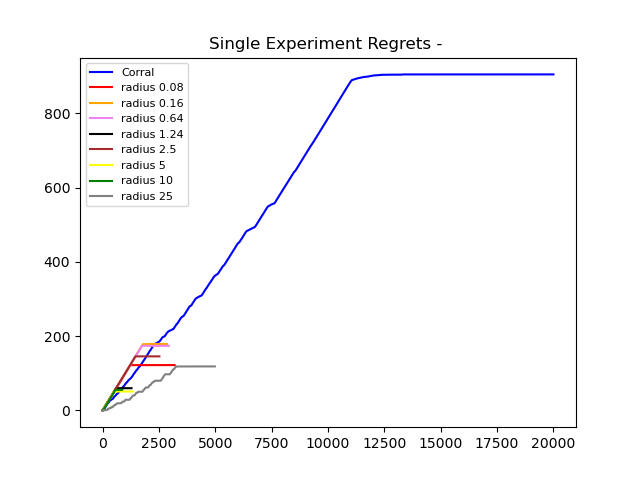 Single Experiment Regrets -
Corral
radius 0.08
radius 0.16
radius 0.64
radius 1.24
radius 2.5
radius 5
radius 10
radius 25
800
600
400
200
0
0 2500 5000 7500 10000 12500 15000 17500 20000